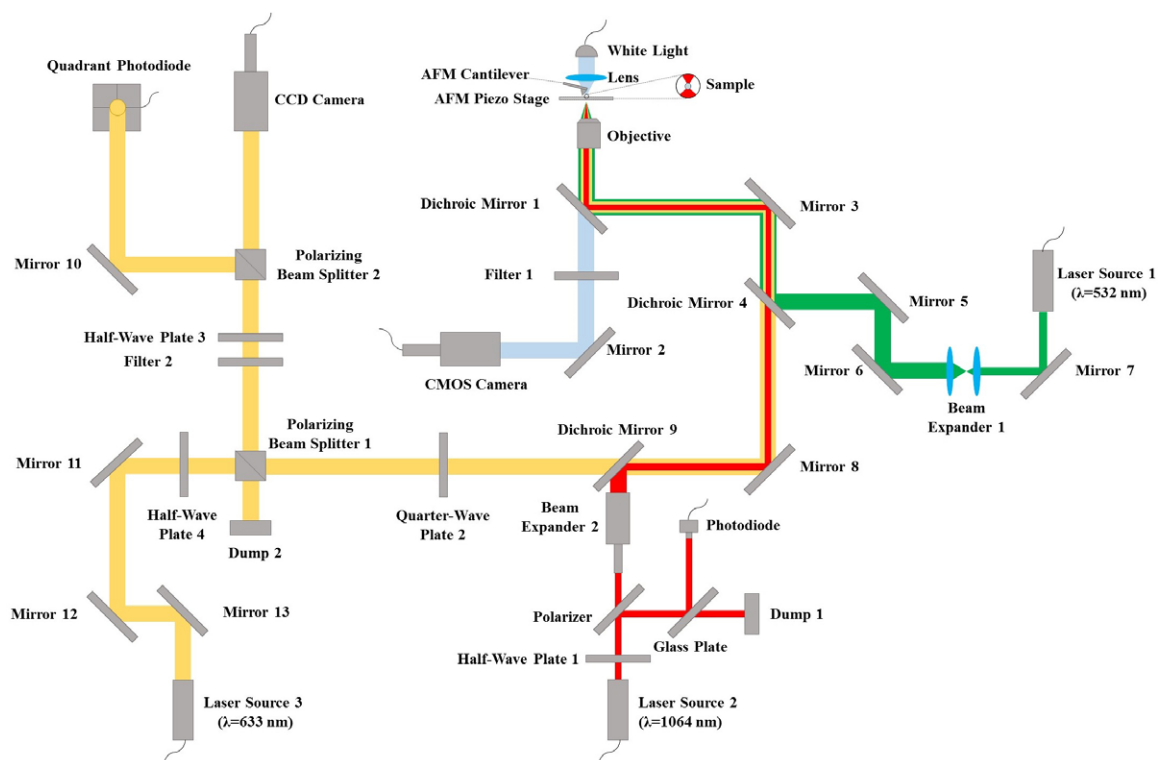 White Light
Quadrant Photodiode
AFM Cantilever
Lens
Sample
CCD Camera
AFM Piezo Stage
Objective
Dichroic Mirror 1
Mirror 3
Mirror 10
Polarizing
Beam Splitter 2
Filter 1
Laser Source 1
(λ=532 nm)
Dichroic Mirror 4
Mirror 5
Half-Wave Plate 3
Filter 2
Mirror 2
CMOS Camera
Mirror 6
Mirror 7
Beam
Expander 1
Polarizing
Beam Splitter 1
Dichroic Mirror 9
Mirror 11
Mirror 8
Half-Wave
Plate 4
Quarter-Wave
Plate 2
Beam
Expander 2
Photodiode
Dump 2
Mirror 12
Mirror 13
Polarizer
Dump 1
Glass Plate
Half-Wave Plate 1
Laser Source 3
(λ=633 nm)
Laser Source 2
(λ=1064 nm)